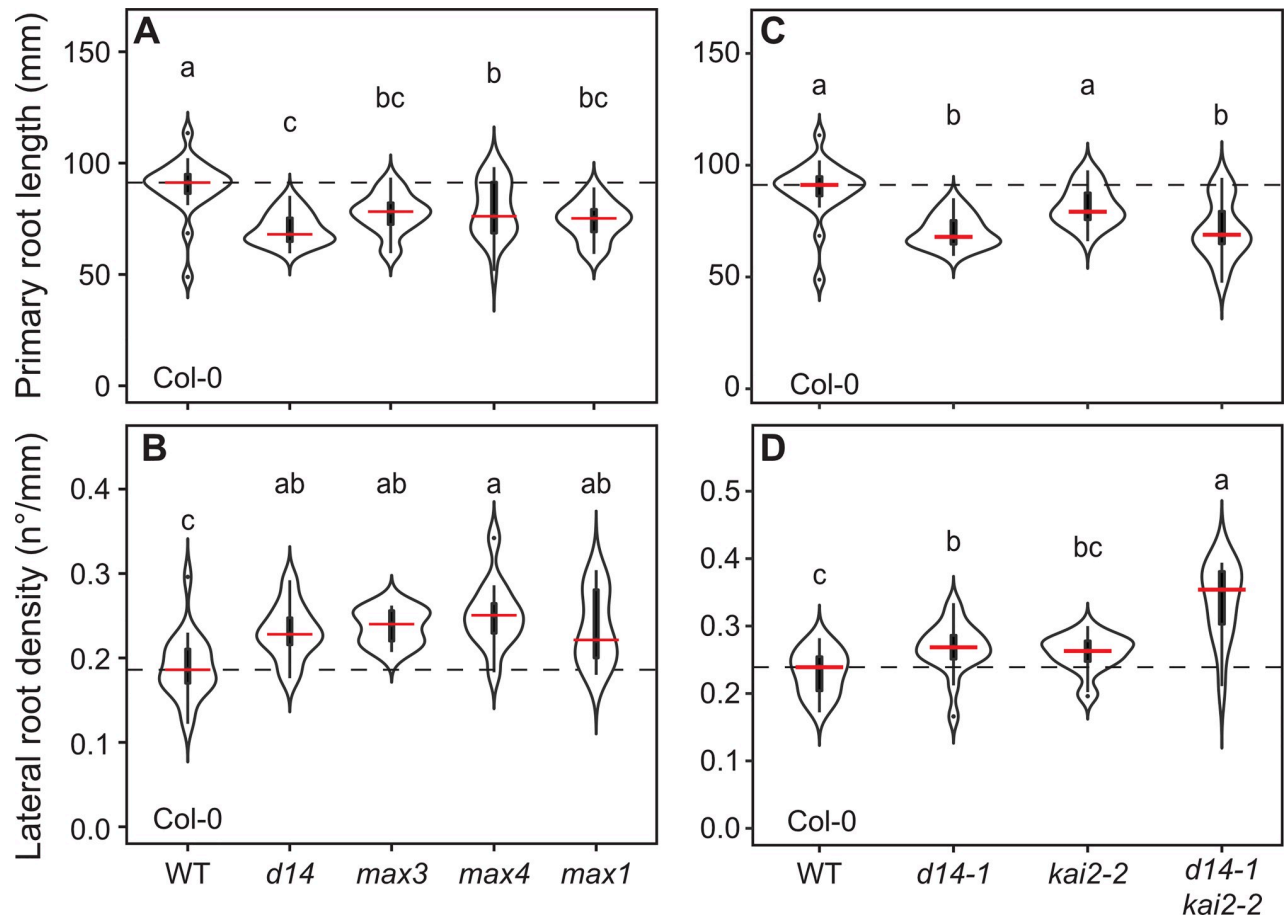 A
Primary root length (mm)
150
100
50
0
a
c
bc
b
bc
Col-0
C
150
100
50
0
a
b
a
b
Col-0
B
Lateral root density (n°/mm)
0.4
0.3
0.2
0.1
0.0
c
ab
ab
a
ab
Col-0
WT
d14
max3
max4
max1
D
0.5
0.4
0.3
0.2
0.1
0.0
c
b
bc
a
Col-0
WT
d14-1
kai2-2
d14-1
kai2-2